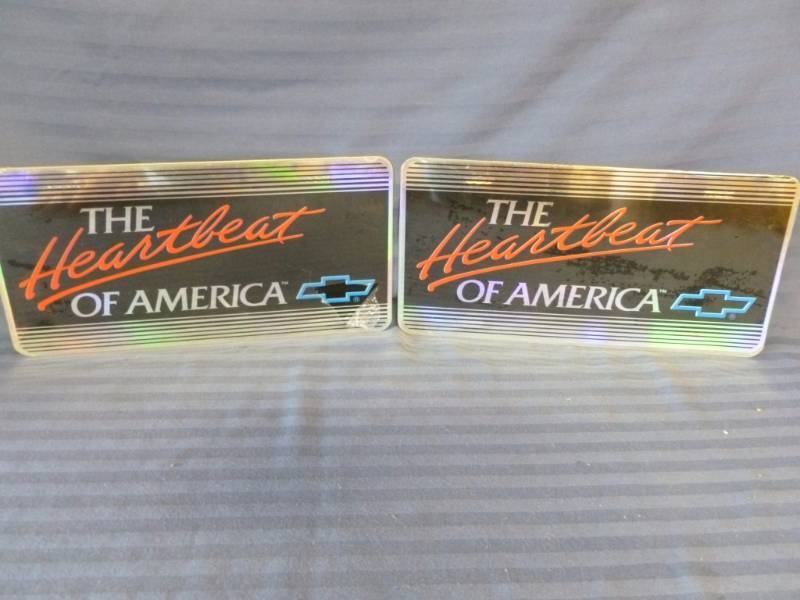 THE
Heartbeat
OF AMERICA™
®
THE
Heartbeat
OF AMERICA™
®